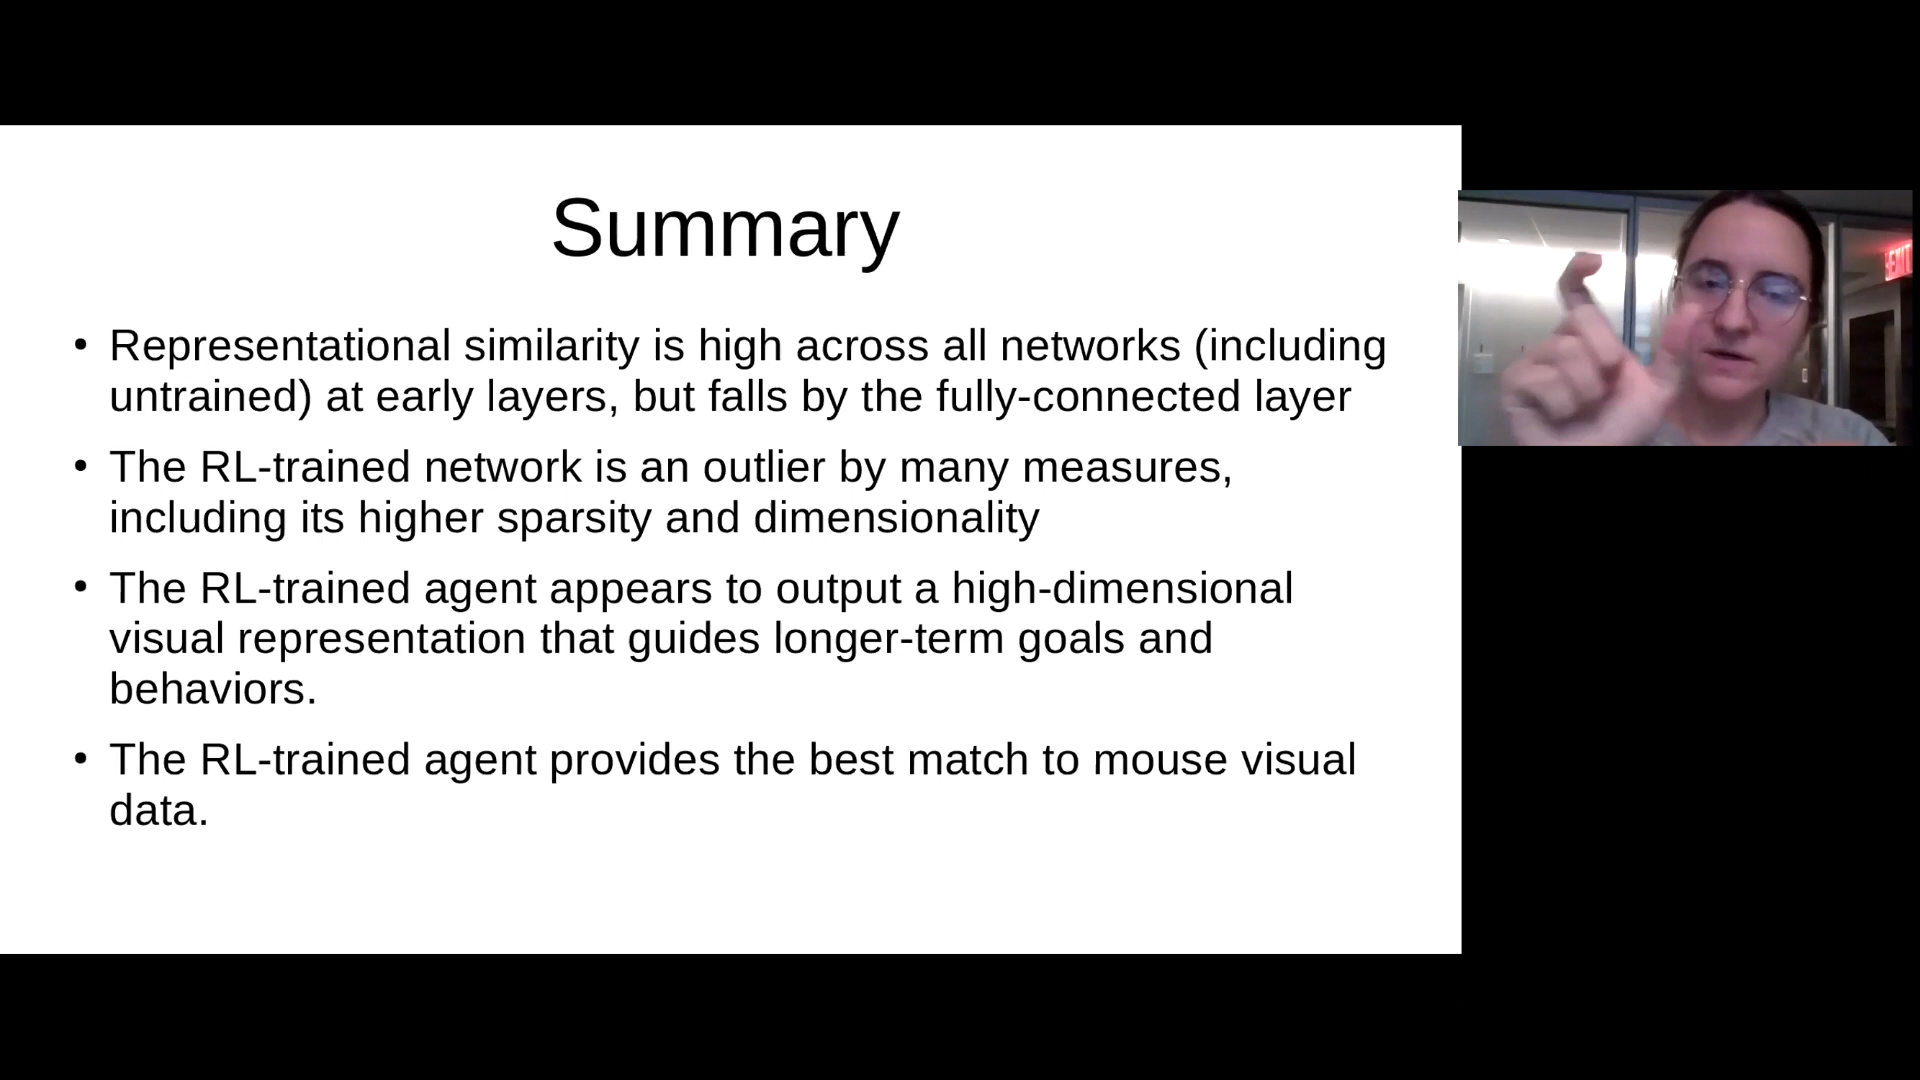 Summary
• Representational similarity is high across all networks (including
untrained) at early layers, but falls by the fully-connected layer
• The RL-trained network is an outlier by many measures,
including its higher sparsity and dimensionality
• The RL-trained agent appears to output a high-dimensional
visual representation that guides longer-term goals and
behaviors.
• The RL-trained agent provides the best match to mouse visual
data.
EXIT